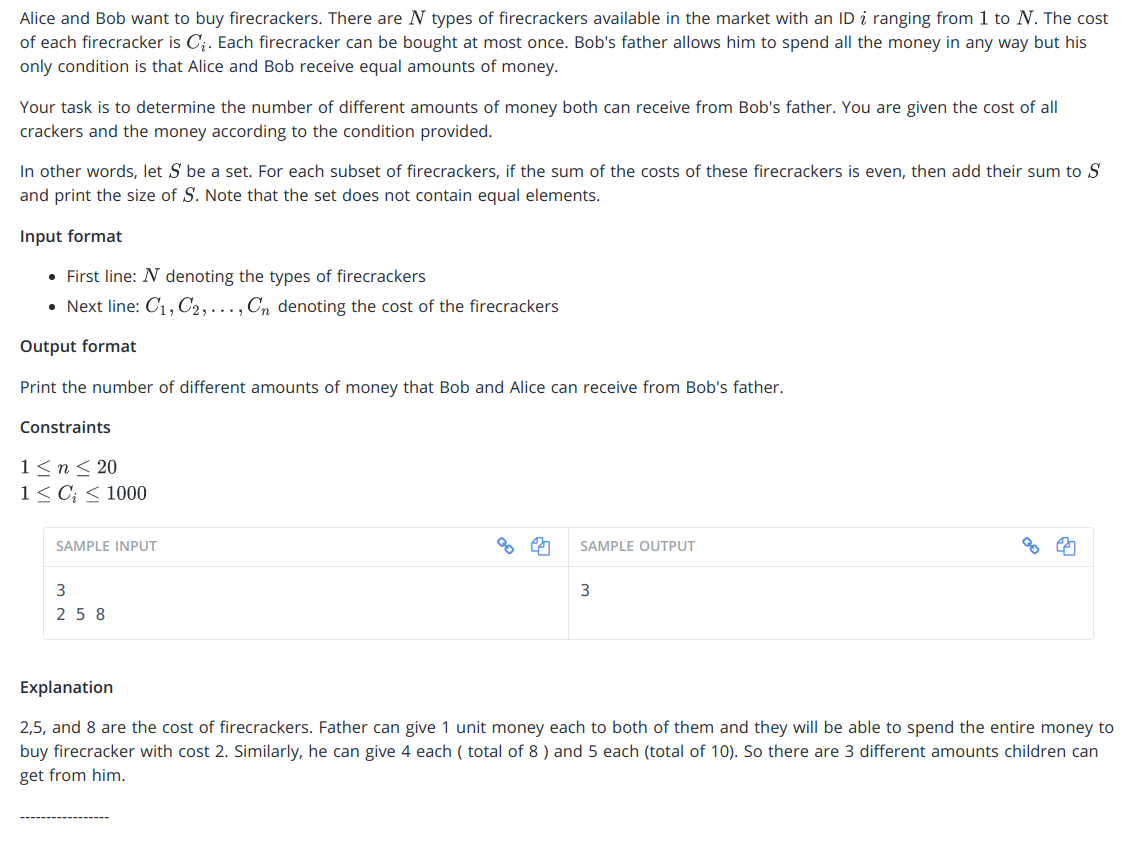 Alice and Bob want to buy firecrackers. There are N types of firecrackers available in the market with an ID i ranging from 1 to N. The cost
of each firecracker is Cᵢ. Each firecracker can be bought at most once. Bob's father allows him to spend all the money in any way but his
only condition is that Alice and Bob receive equal amounts of money.
Your task is to determine the number of different amounts of money both can receive from Bob's father. You are given the cost of all
crackers and the money according to the condition provided.
In other words, let S be a set. For each subset of firecrackers, if the sum of the costs of these firecrackers is even, then add their sum to S
and print the size of S. Note that the set does not contain equal elements.
Input format
• First line: N denoting the types of firecrackers
• Next line: C₁, C₂, . . . , Cₙ denoting the cost of the firecrackers
Output format
Print the number of different amounts of money that Bob and Alice can receive from Bob's father.
Constraints
1 ≤ n ≤ 20
1 ≤ Cᵢ ≤ 1000
SAMPLE INPUT
3
2 5 8
SAMPLE OUTPUT
3
Explanation
2,5, and 8 are the cost of firecrackers. Father can give 1 unit money each to both of them and they will be able to spend the entire money to
buy firecracker with cost 2. Similarly, he can give 4 each ( total of 8 ) and 5 each (total of 10). So there are 3 different amounts children can
get from him.
-----------------